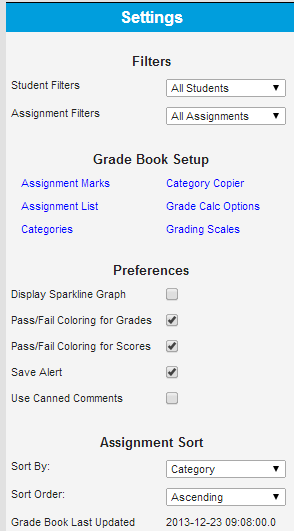 Settings
Filters
Student Filters All Students
Assignment Filters All Assignments
Grade Book Setup
Assignment Marks Category Copier
Assignment List Grade Calc Options
Categories Grading Scales
Preferences
Display Sparkline Graph
Pass/Fail Coloring for Grades
Pass/Fail Coloring for Scores
Save Alert
Use Canned Comments
Assignment Sort
Sort By: Category
Sort Order: Ascending
Grade Book Last Updated 2013-12-23 09:08:00.0